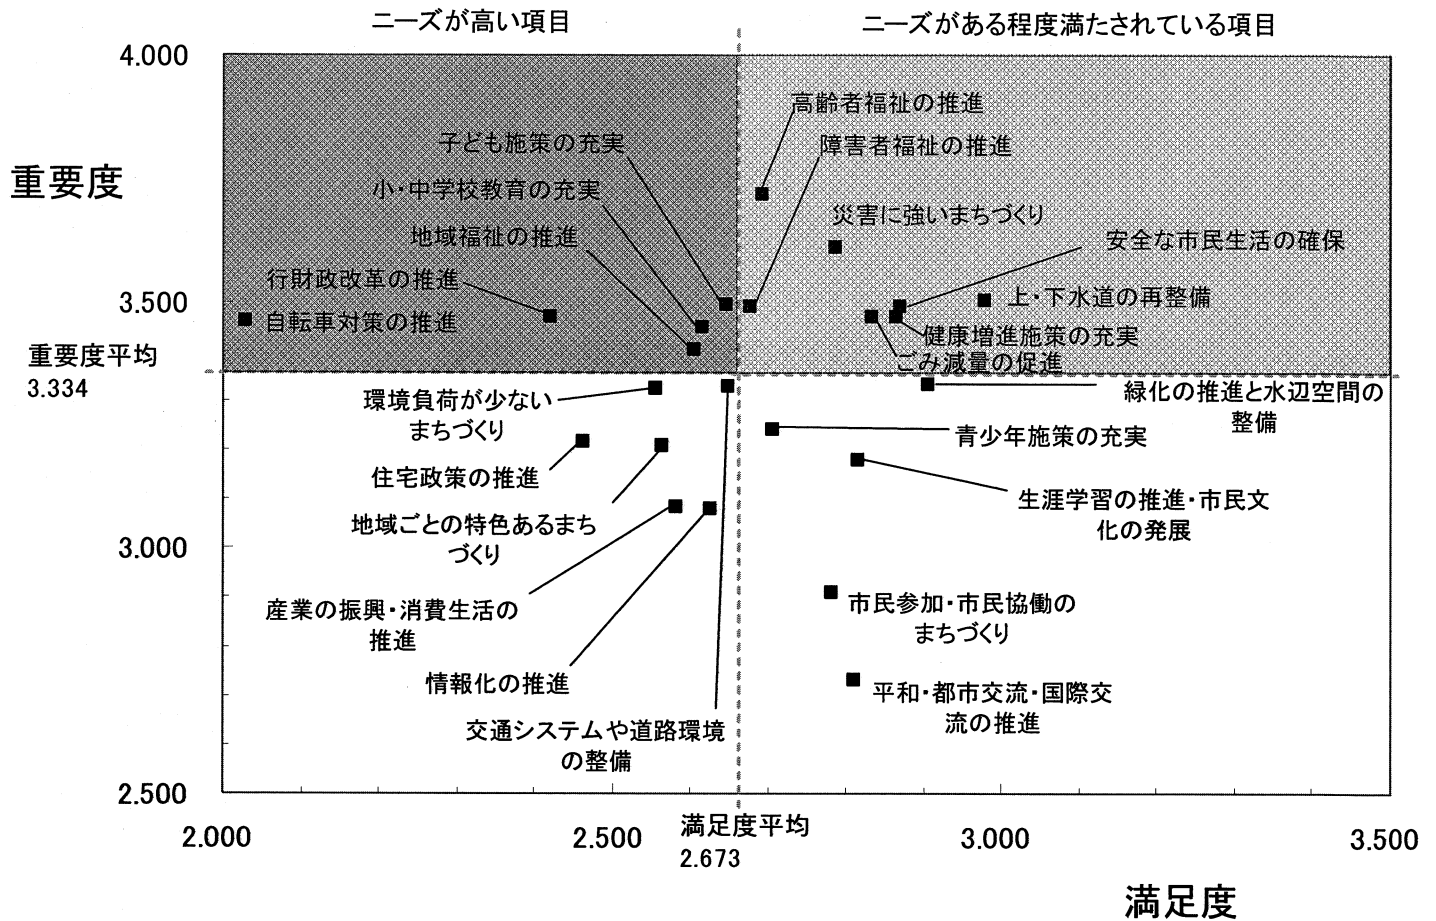 ニーズが高い項目
ニーズがある程度満たされている項目
4.000
高齢者福祉の推進
子ども施策の充実
障害者福祉の推進
重要度
小・中学校教育の充実
災害に強いまちづくり
地域福祉の推進
安全な市民生活の確保
行財政改革の推進
3.500
上・下水道の再整備
自転車対策の推進
健康増進施策の充実
重要度平均
3.334
ごみ減量の促進
環境負荷が少ない
まちづくり
緑化の推進と水辺空間の
整備
青少年施策の充実
住宅政策の推進
生涯学習の推進・市民文
化の発展
地域ごとの特色あるまち
づくり
3.000
産業の振興・消費生活の
推進
市民参加・市民協働の
まちづくり
情報化の推進
平和・都市交流・国際交
流の推進
交通システムや道路環境
の整備
2.500
2.000
2.500
満足度平均
2.673
3.000
3.500
満足度